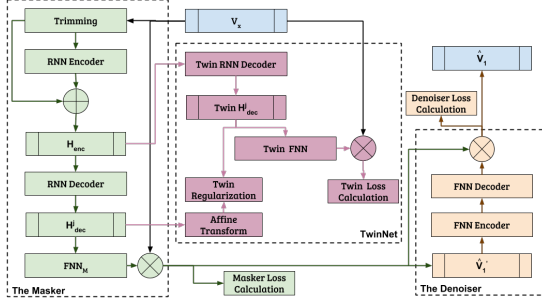 Trimming
V_x
RNN Encoder
Twin RNN Decoder
V̂_1
Twin H^j_dec
Denoiser Loss
Calculation
H_enc
Twin FNN
RNN Decoder
Twin
Regularization
Twin Loss
Calculation
FNN Decoder
H^j_dec
Affine
Transform
FNN Encoder
TwinNet
FNN_M
V̂_1'
Masker Loss
Calculation
The Masker
The Denoiser